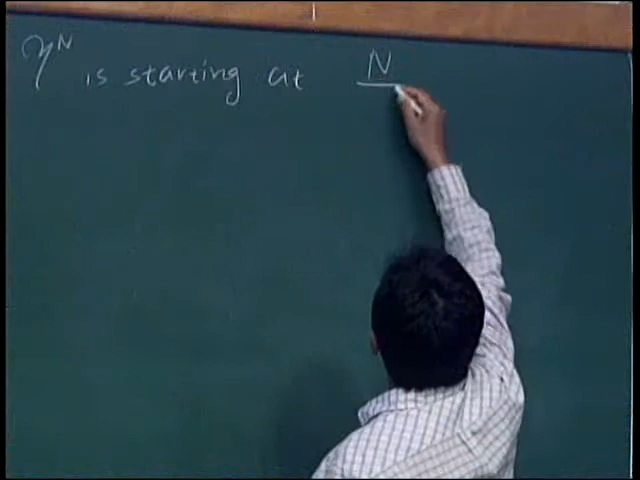 η^N is starting at N